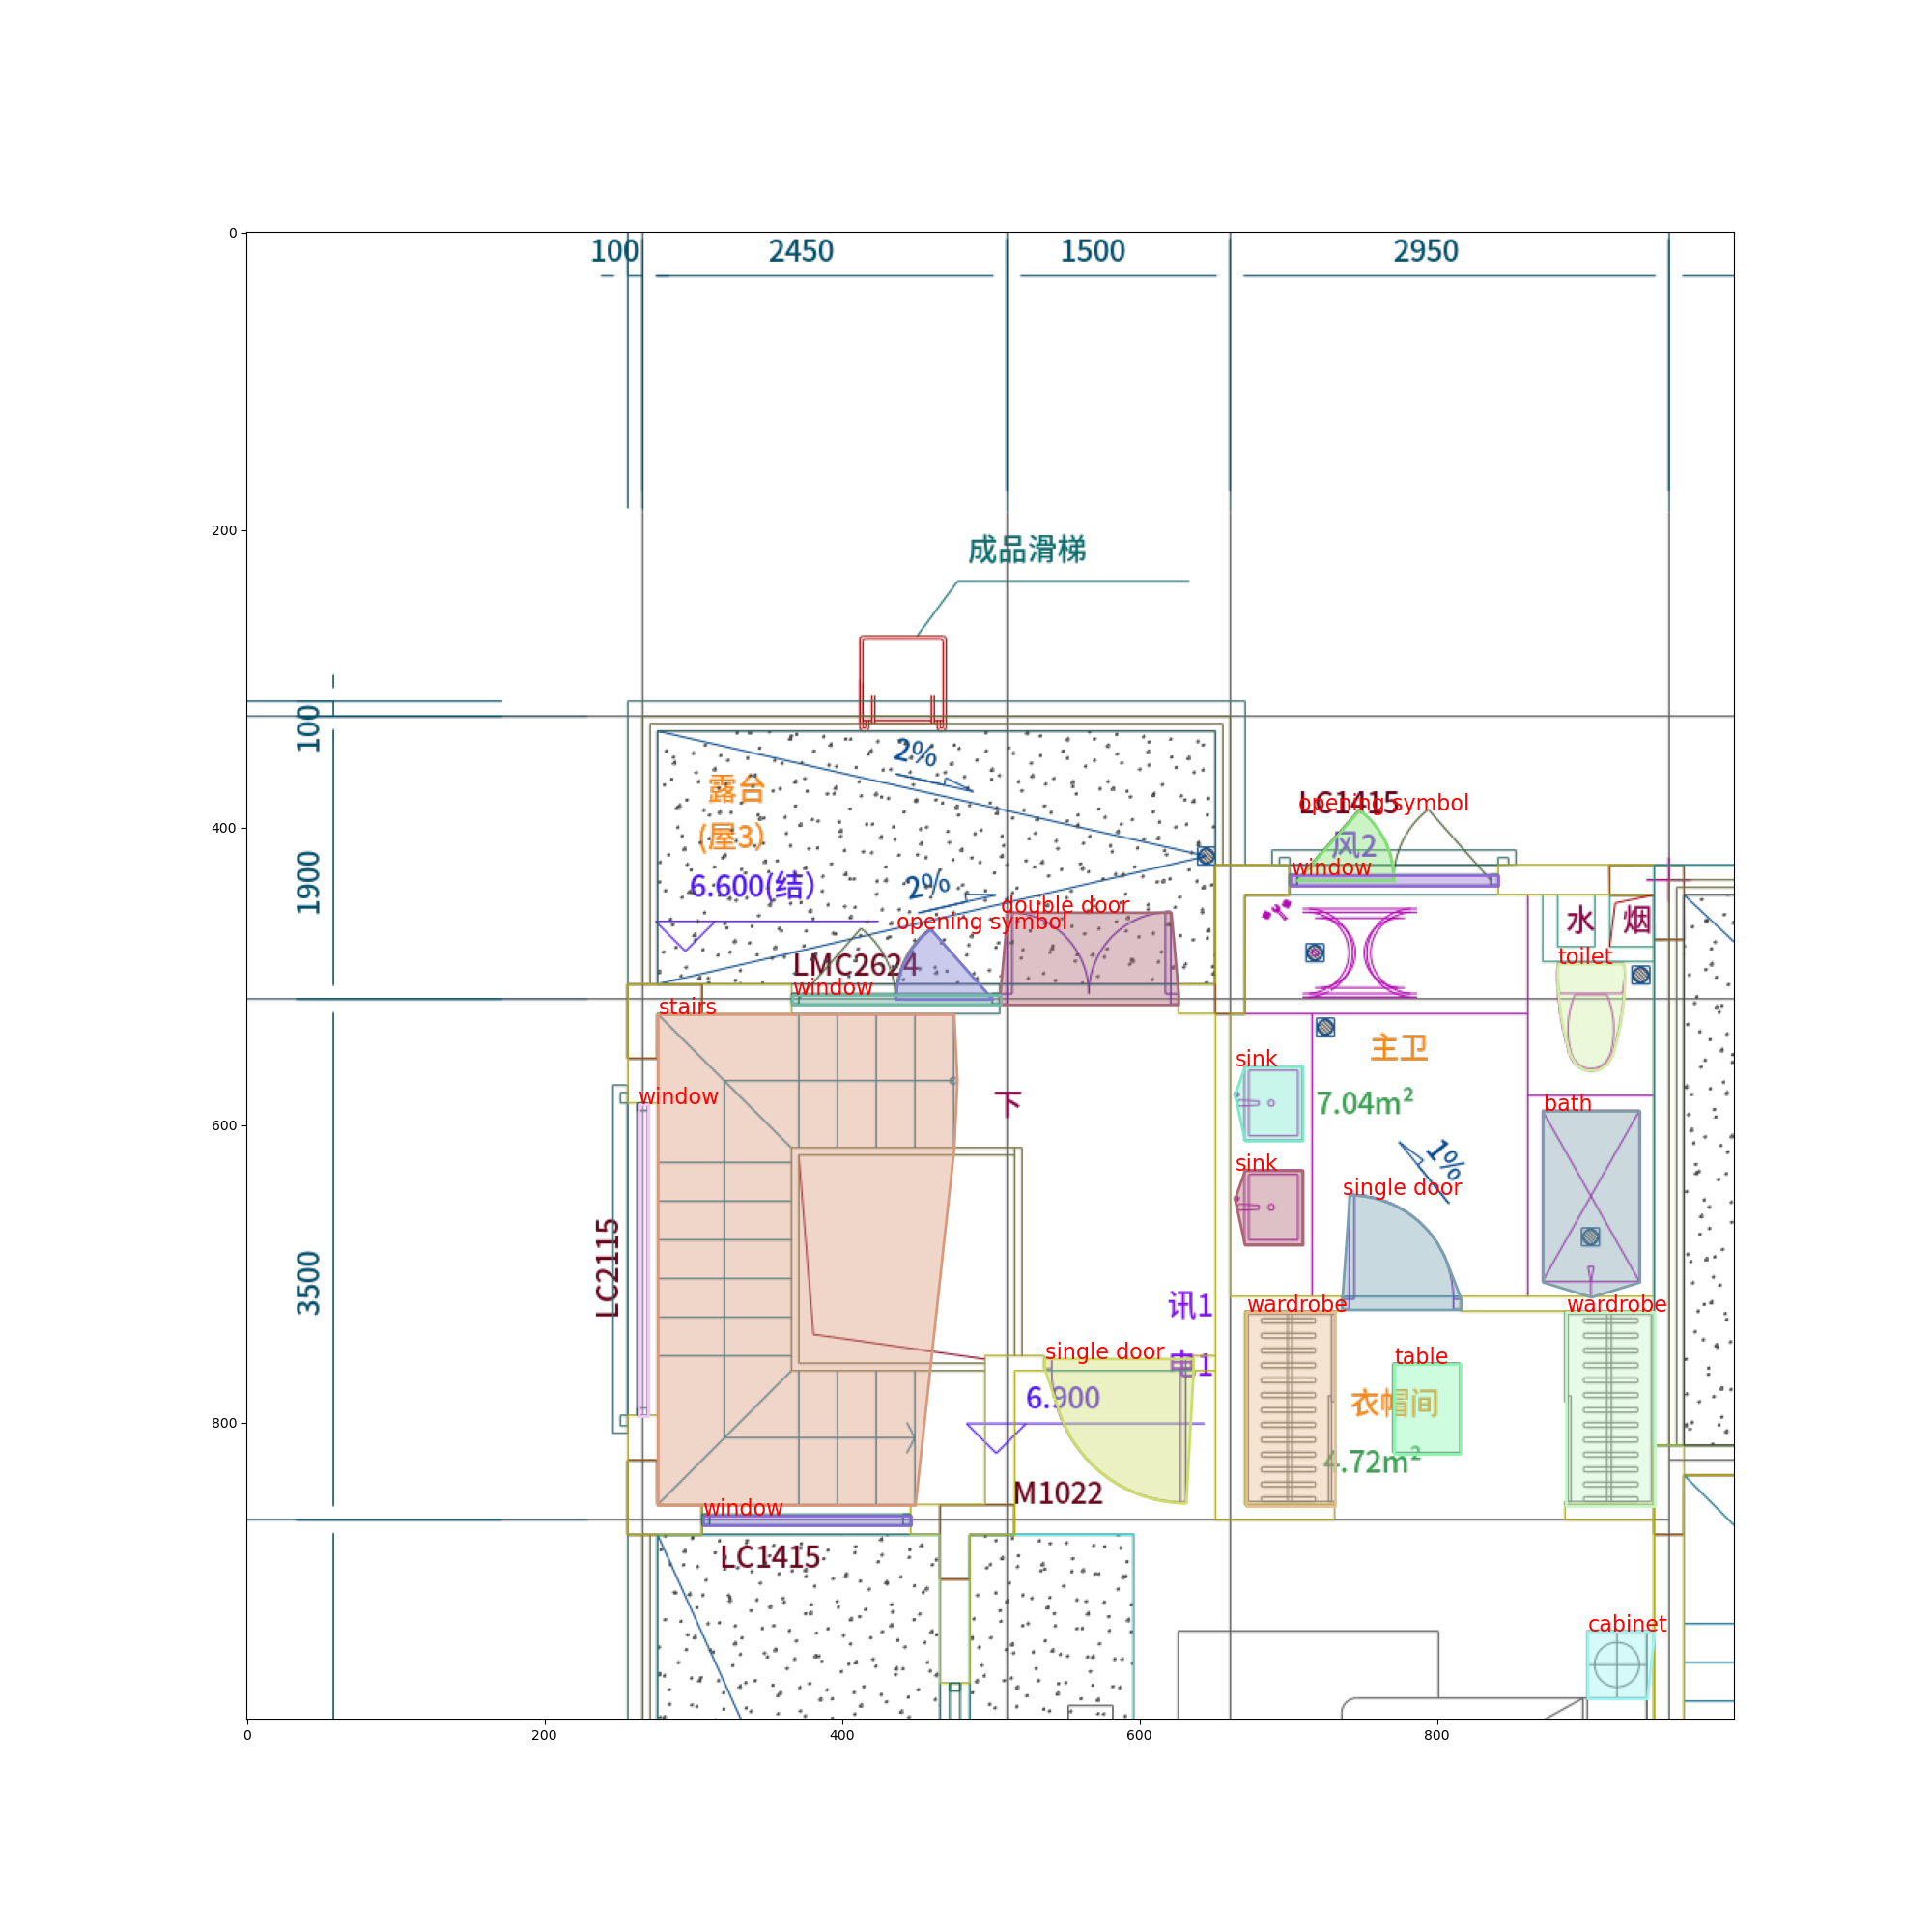 0
100
2450
1500
2950
200
成品滑梯
100
2%
露台
(屋3)
LC1415
opening symbol
400
风2
1900
6.600(结)
2%
window
double door
opening symbol
水
烟
LMC2624
toilet
window
stairs
主卫
sink
window
下
7.04m²
bath
600
1%
sink
single door
LC2115
3500
讯1
wardrobe
wardrobe
single door
电1
table
6.900
衣帽间
800
4.72m²
M1022
window
LC1415
cabinet
0
200
400
600
800